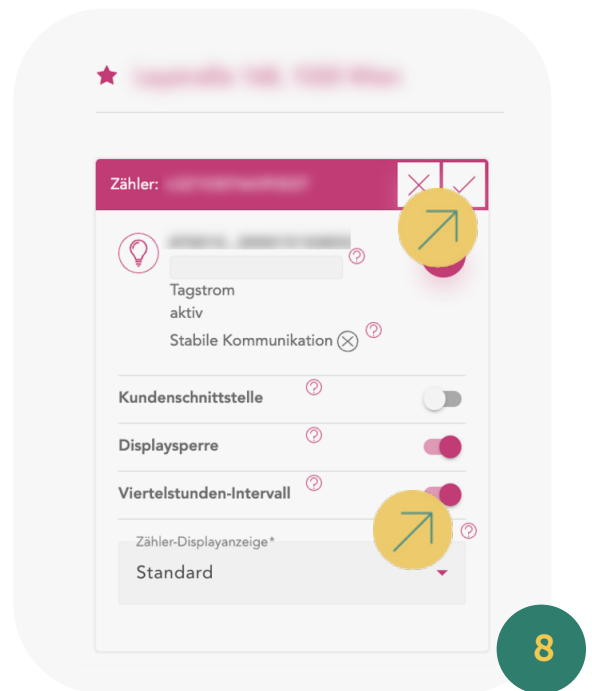 Zähler:
Tagstrom
aktiv
Stabile Kommunikation
Kundenschnittstelle
Displaysperre
Viertelstunden-Intervall
Zähler-Displayanzeige*
Standard
8